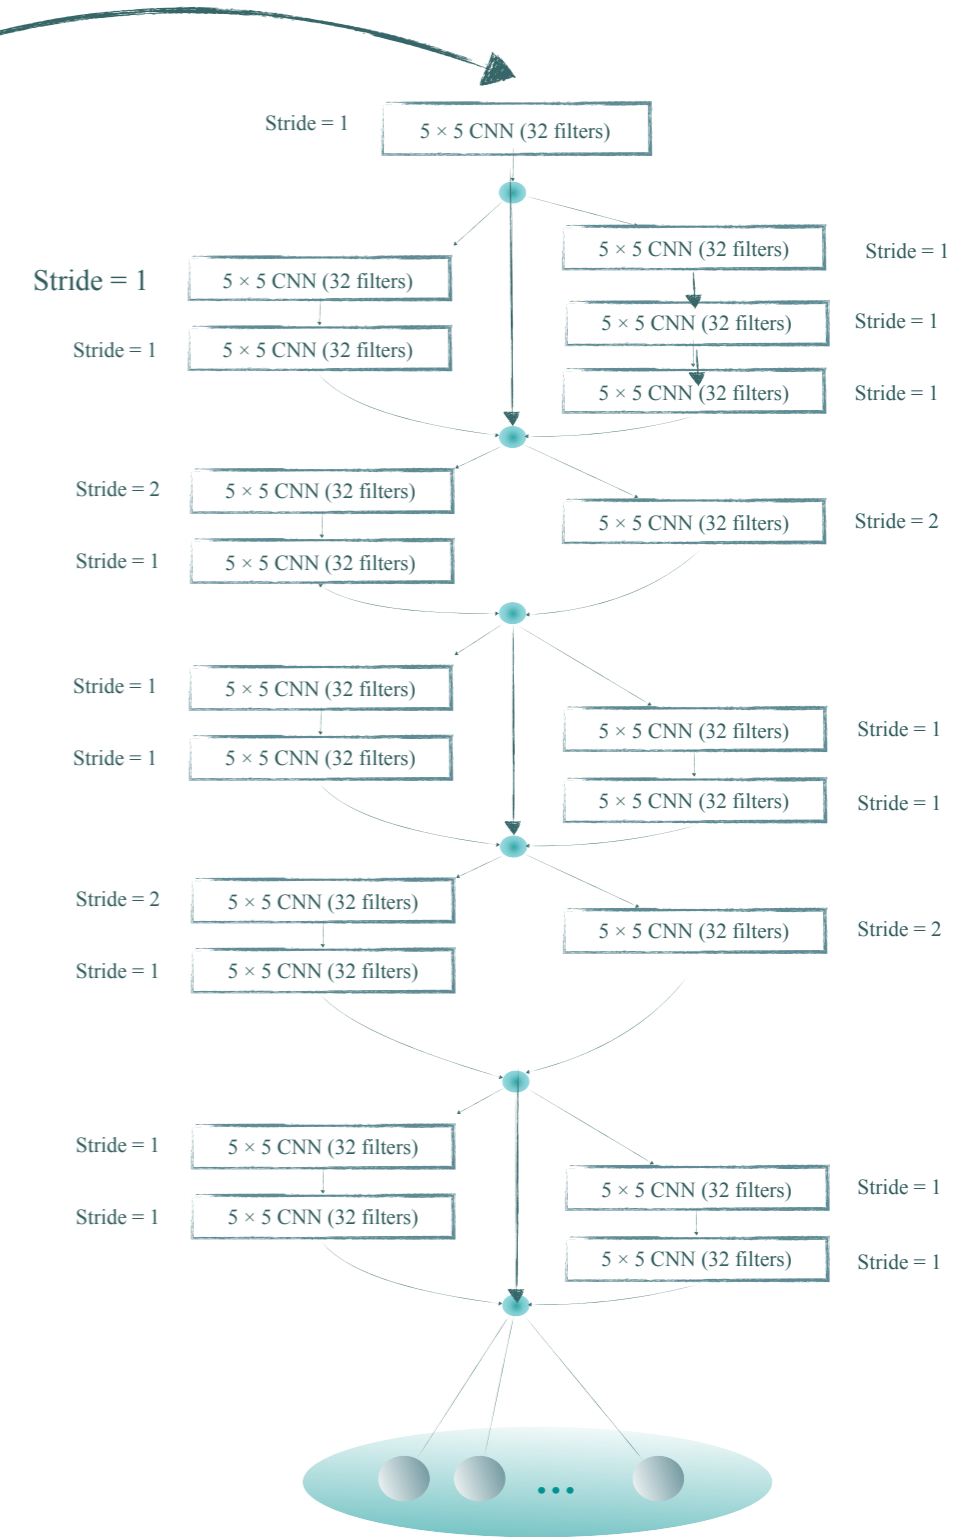 Stride = 1
5 × 5 CNN (32 filters)
5 × 5 CNN (32 filters)
Stride = 1
Stride = 1
5 × 5 CNN (32 filters)
5 × 5 CNN (32 filters)
Stride = 1
Stride = 1
5 × 5 CNN (32 filters)
5 × 5 CNN (32 filters)
Stride = 1
Stride = 2
5 × 5 CNN (32 filters)
5 × 5 CNN (32 filters)
Stride = 2
Stride = 1
5 × 5 CNN (32 filters)
Stride = 1
5 × 5 CNN (32 filters)
5 × 5 CNN (32 filters)
Stride = 1
Stride = 1
5 × 5 CNN (32 filters)
5 × 5 CNN (32 filters)
Stride = 1
Stride = 2
5 × 5 CNN (32 filters)
5 × 5 CNN (32 filters)
Stride = 2
Stride = 1
5 × 5 CNN (32 filters)
Stride = 1
5 × 5 CNN (32 filters)
5 × 5 CNN (32 filters)
Stride = 1
Stride = 1
5 × 5 CNN (32 filters)
5 × 5 CNN (32 filters)
Stride = 1
...